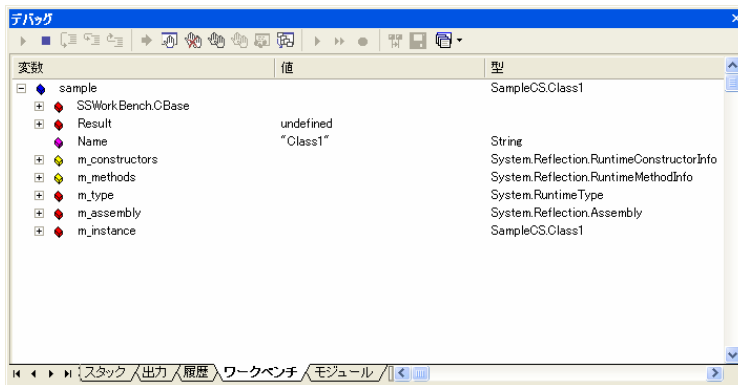 デバッグ
変数 値 型
sample SampleCS.Class1
SSWorkBench.CBase
Result undefined
Name "Class1" String
m_constructors System.Reflection.RuntimeConstructorInfo
m_methods System.Reflection.RuntimeMethodInfo
m_type System.RuntimeType
m_assembly System.Reflection.Assembly
m_instance SampleCS.Class1
スタック 出力 履歴 ワークベンチ モジュール